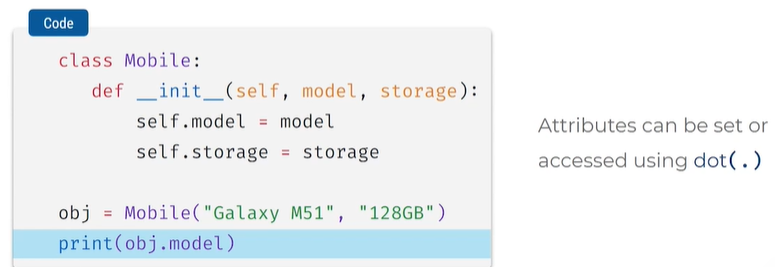 Code
class Mobile:
    def __init__(self, model, storage):
        self.model = model
        self.storage = storage
obj = Mobile("Galaxy M51", "128GB")
print(obj.model)
Attributes can be set or
accessed using dot(.)